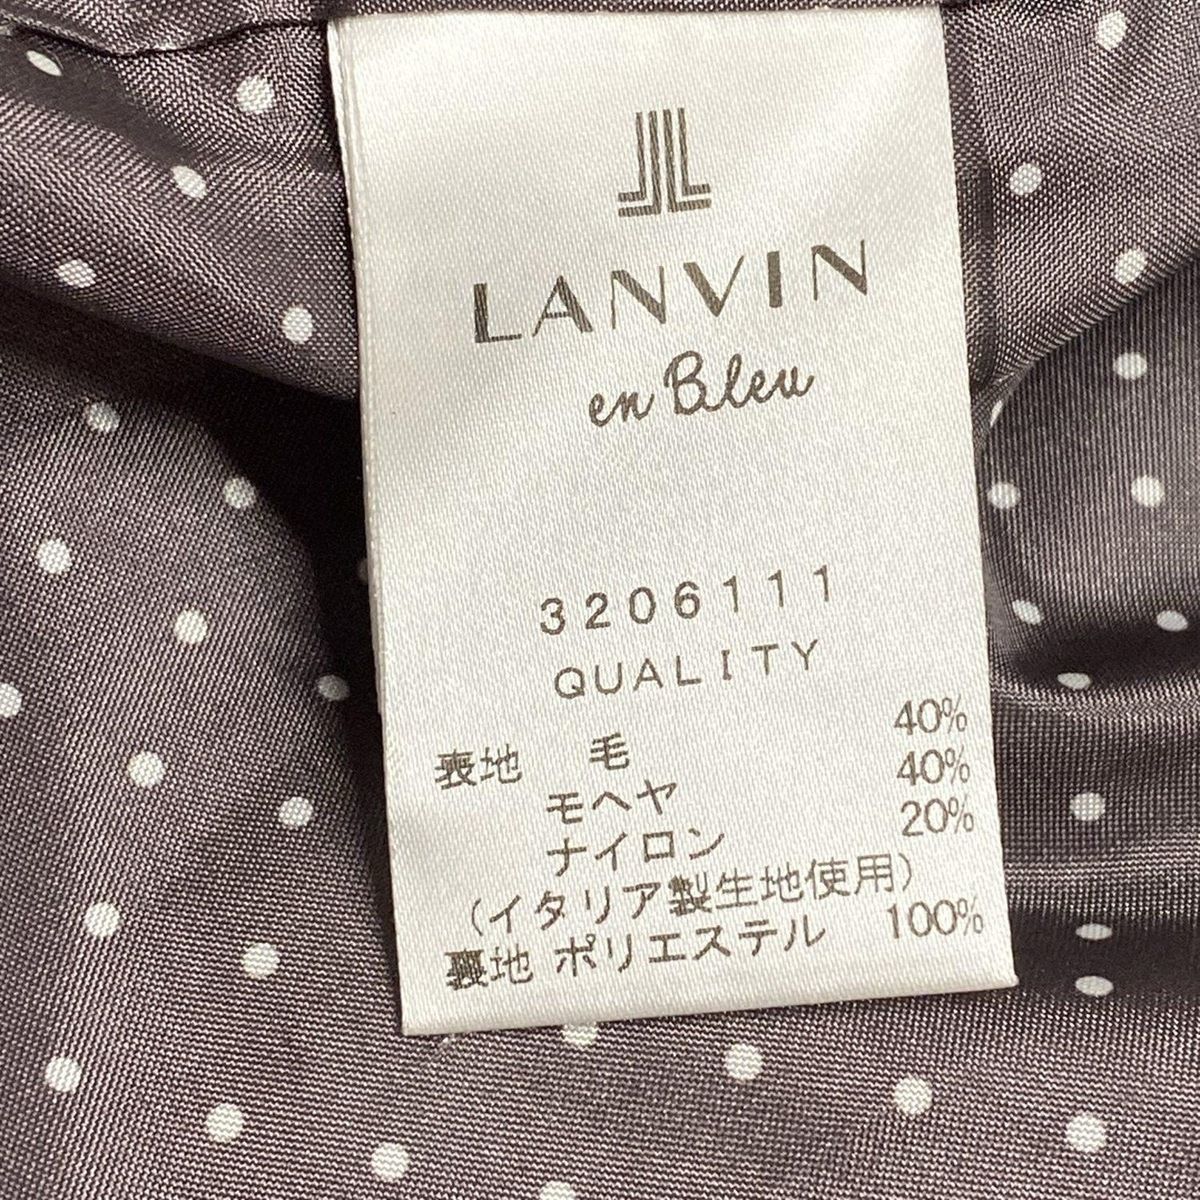 LANVIN
en Bleu
3206111
QUALITY
表地 毛 40%
モヘヤ 40%
ナイロン 20%
(イタリア製生地使用)
裏地 ポリエステル 100%